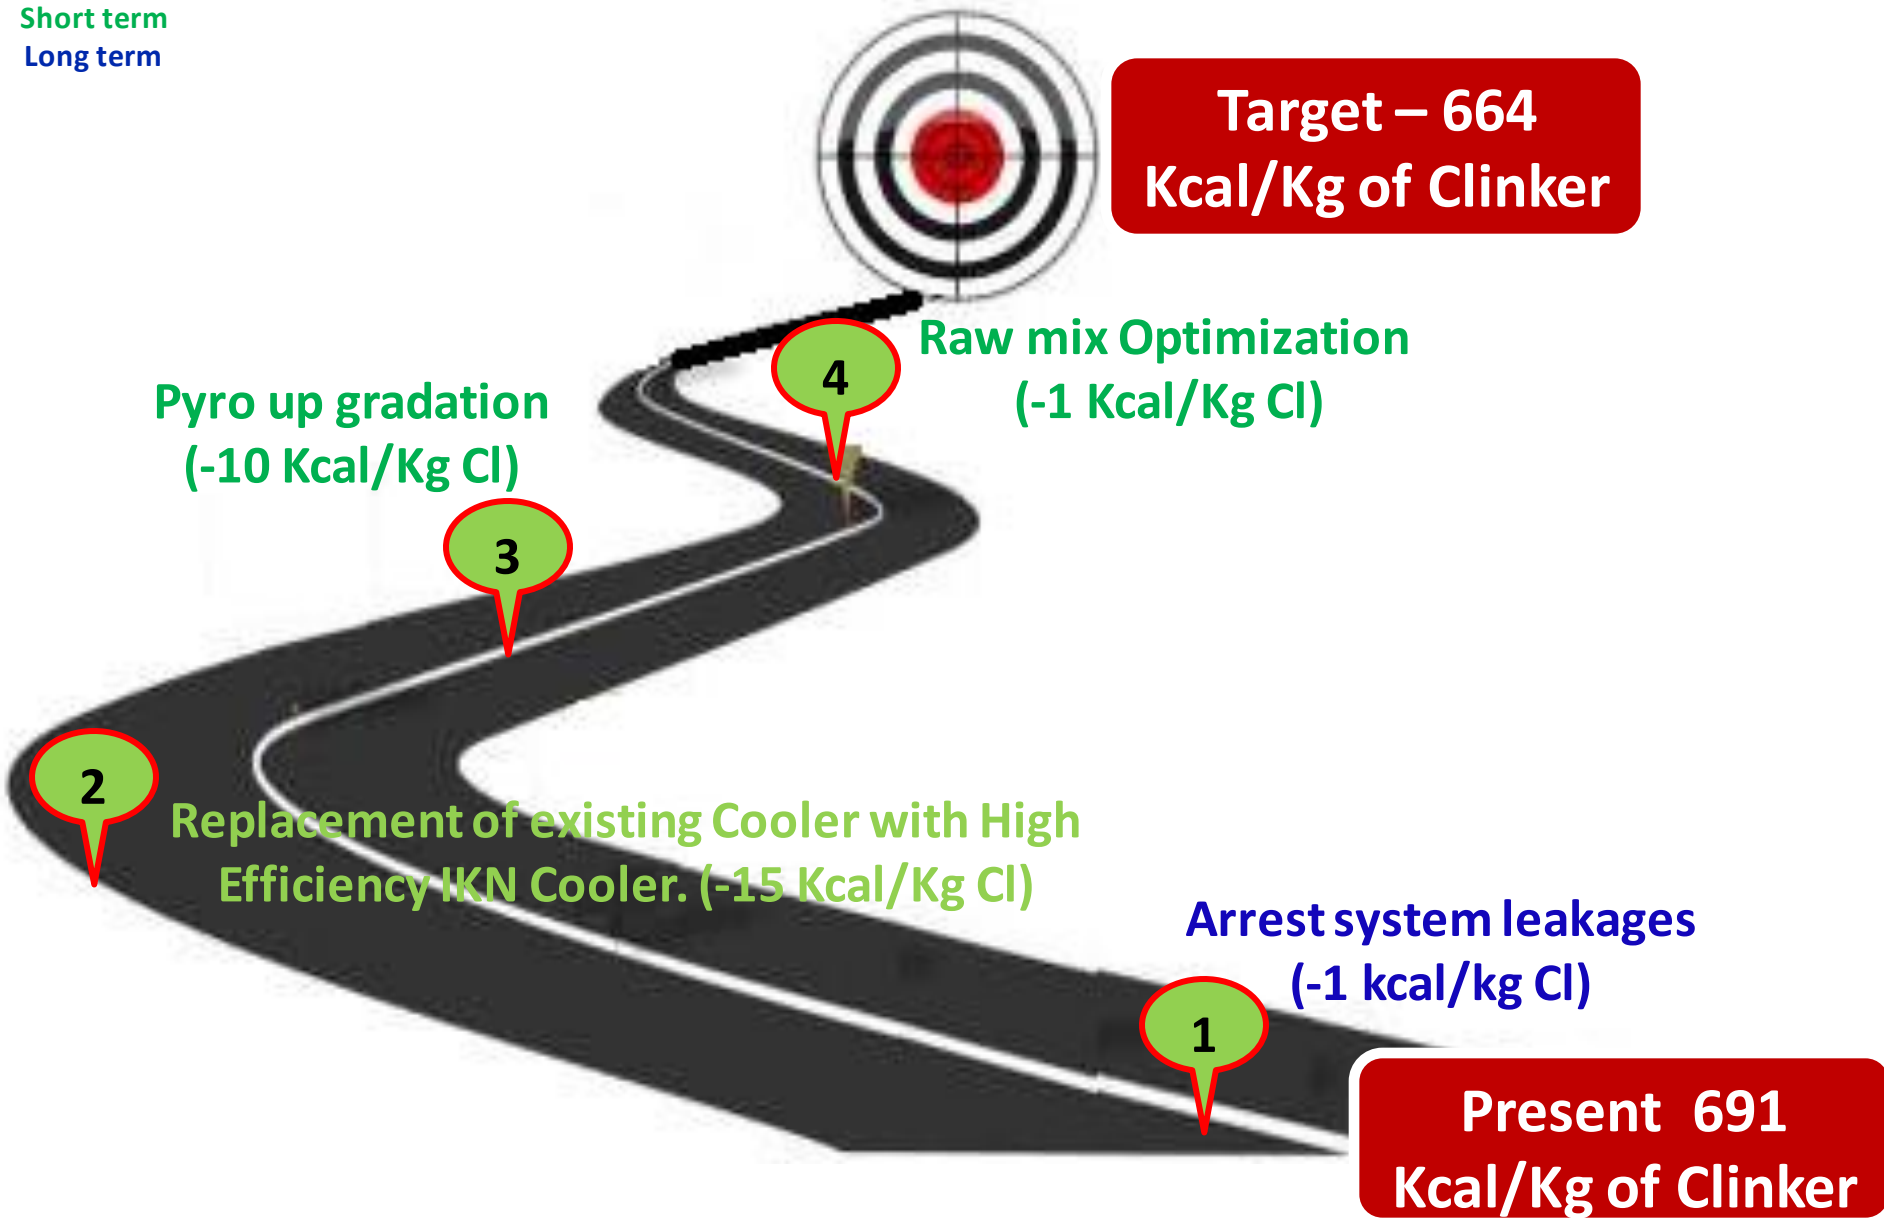 Short term
Long term
Target – 664
Kcal/Kg of Clinker
4
Raw mix Optimization
(-1 Kcal/Kg Cl)
Pyro up gradation
(-10 Kcal/Kg Cl)
3
2
Replacement of existing Cooler with High
Efficiency IKN Cooler. (-15 Kcal/Kg Cl)
Arrest system leakages
(-1 kcal/kg Cl)
1
Present 691
Kcal/Kg of Clinker